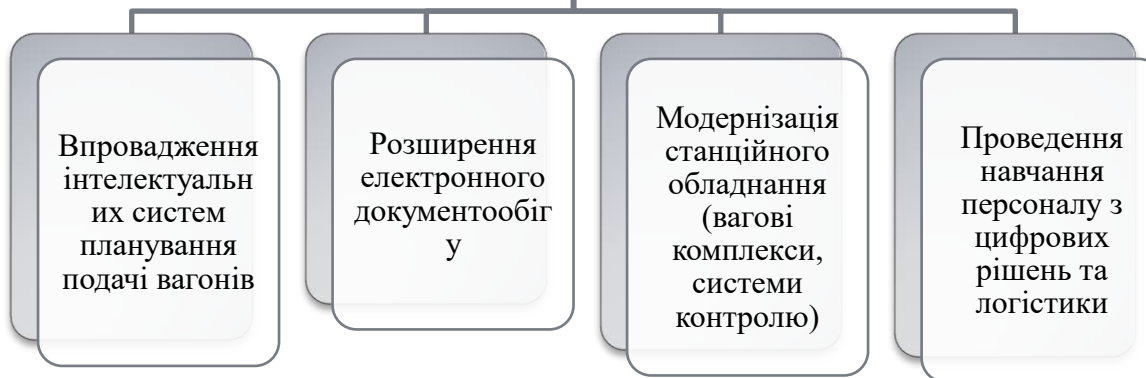 Впровадження
інтелектуальн
их систем
планування
подачі вагонів
Розширення
електронного
документообіг
у
Модернізація
станційного
обладнання
(вагові
комплекси,
системи
контролю)
Проведення
навчання
персоналу з
цифрових
рішень та
логістики